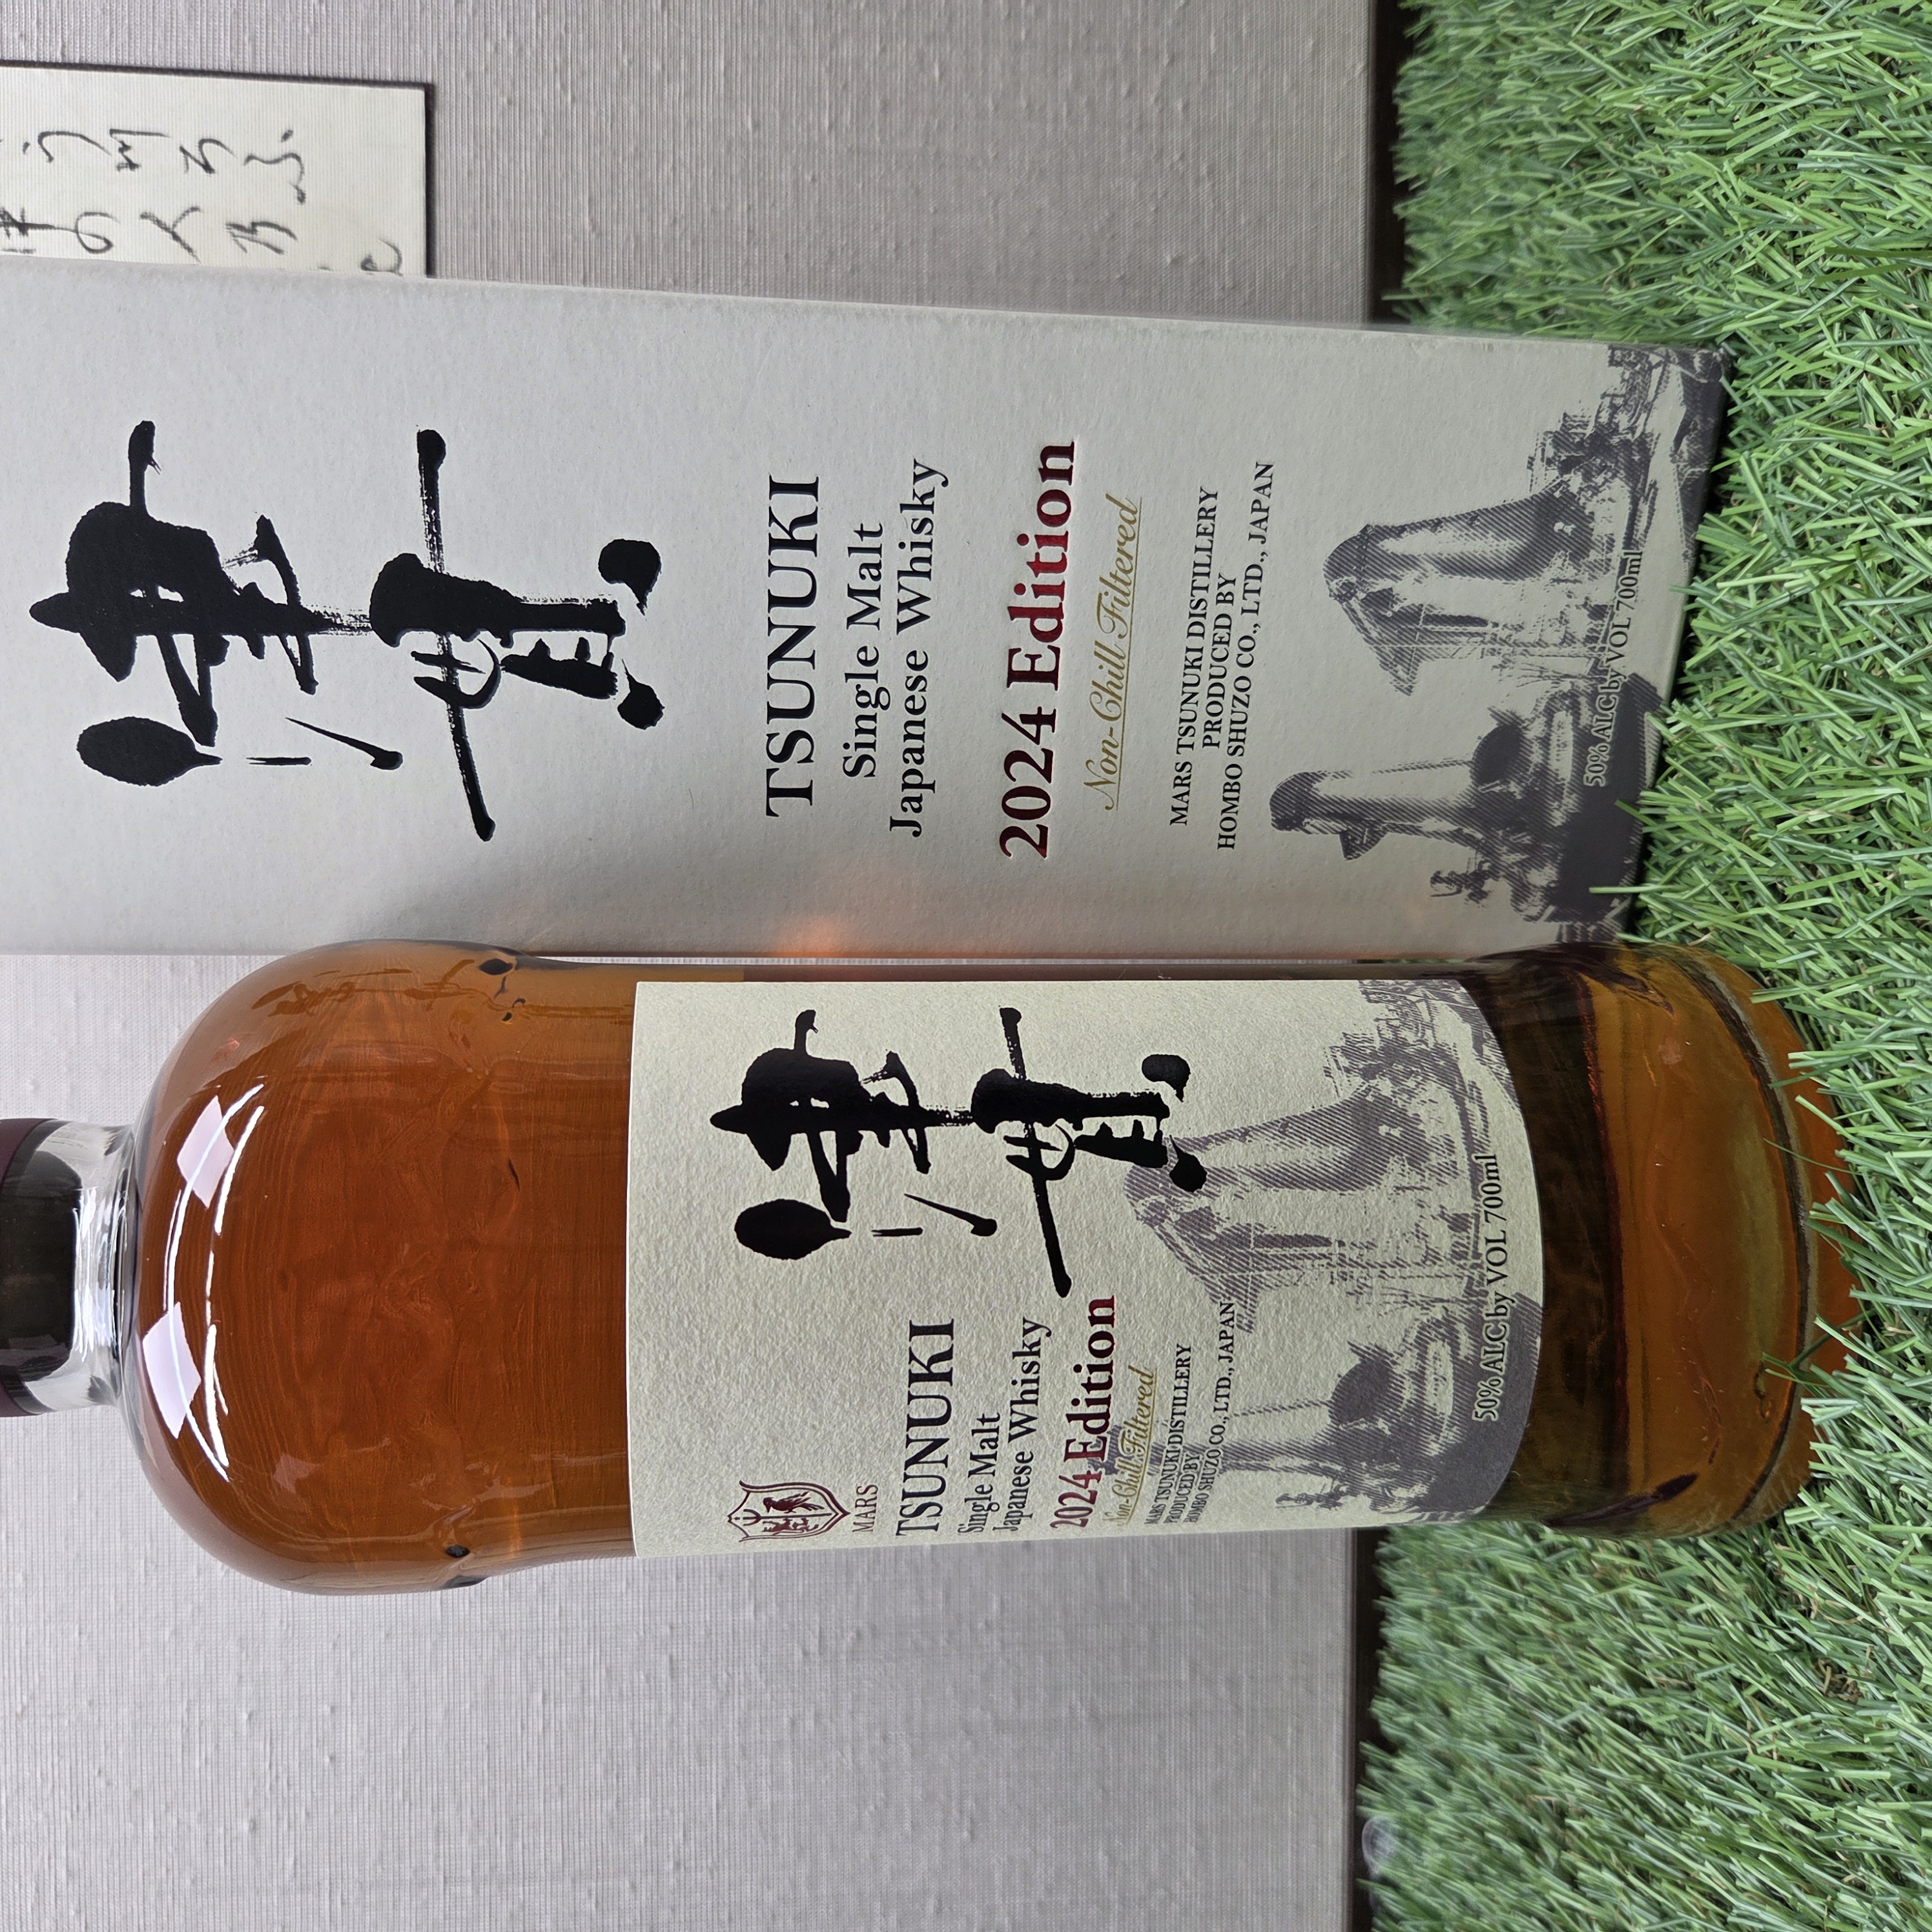 津貫
TSUNUKI
Single Malt
Japanese Whisky
2024 Edition
Non-Chill Filtered
MARS TSUNUKI DISTILLERY
PRODUCED BY
HOMBO SHUZO CO., LTD., JAPAN
50% ALC by VOL 700ml
MARS
TSUNUKI
Single Malt
Japanese Whisky
2024 Edition
Non-Chill Filtered
MARS TSUNUKI DISTILLERY
PRODUCED BY
HOMBO SHUZO CO., LTD., JAPAN
津貫
50% ALC by VOL 700ml